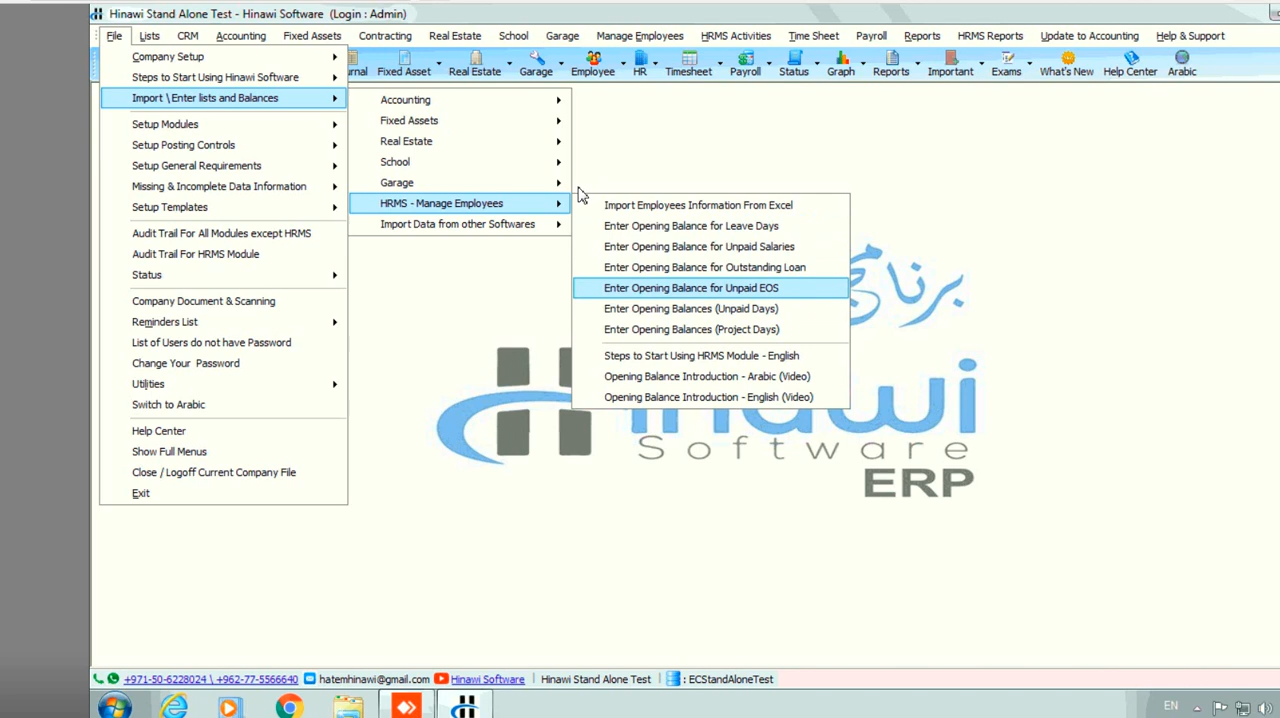 Hinawi Stand Alone Test - Hinawi Software (Login : Admin)
File Lists CRM Accounting Fixed Assets Contracting Real Estate School Garage Manage Employees HRMS Activities Time Sheet Payroll Reports HRMS Reports Update to Accounting Help & Support
Fixed Asset Real Estate Garage Employee HR Timesheet Payroll Status Graph Reports Important Exams What's New Help Center Arabic
Company Setup
Steps to Start Using Hinawi Software
Import \ Enter lists and Balances
Setup Modules
Setup Posting Controls
Setup General Requirements
Missing & Incomplete Data Information
Setup Templates
Audit Trail For All Modules except HRMS
Audit Trail For HRMS Module
Status
Company Document & Scanning
Reminders List
List of Users do not have Password
Change Your Password
Utilities
Switch to Arabic
Help Center
Show Full Menus
Close / Logoff Current Company File
Exit
Accounting
Fixed Assets
Real Estate
School
Garage
HRMS - Manage Employees
Import Data from other Softwares
Import Employees Information From Excel
Enter Opening Balance for Leave Days
Enter Opening Balance for Unpaid Salaries
Enter Opening Balance for Outstanding Loan
Enter Opening Balance for Unpaid EOS
Enter Opening Balances (Unpaid Days)
Enter Opening Balances (Project Days)
Steps to Start Using HRMS Module - English
Opening Balance Introduction - Arabic (Video)
Opening Balance Introduction - English (Video)
برنامج
Hinawi
Software
ERP
+971-50-6228024 \ +962-77-5566640 hatemhinawi@gmail.com Hinawi Software Hinawi Stand Alone Test : ECStandAloneTest
EN